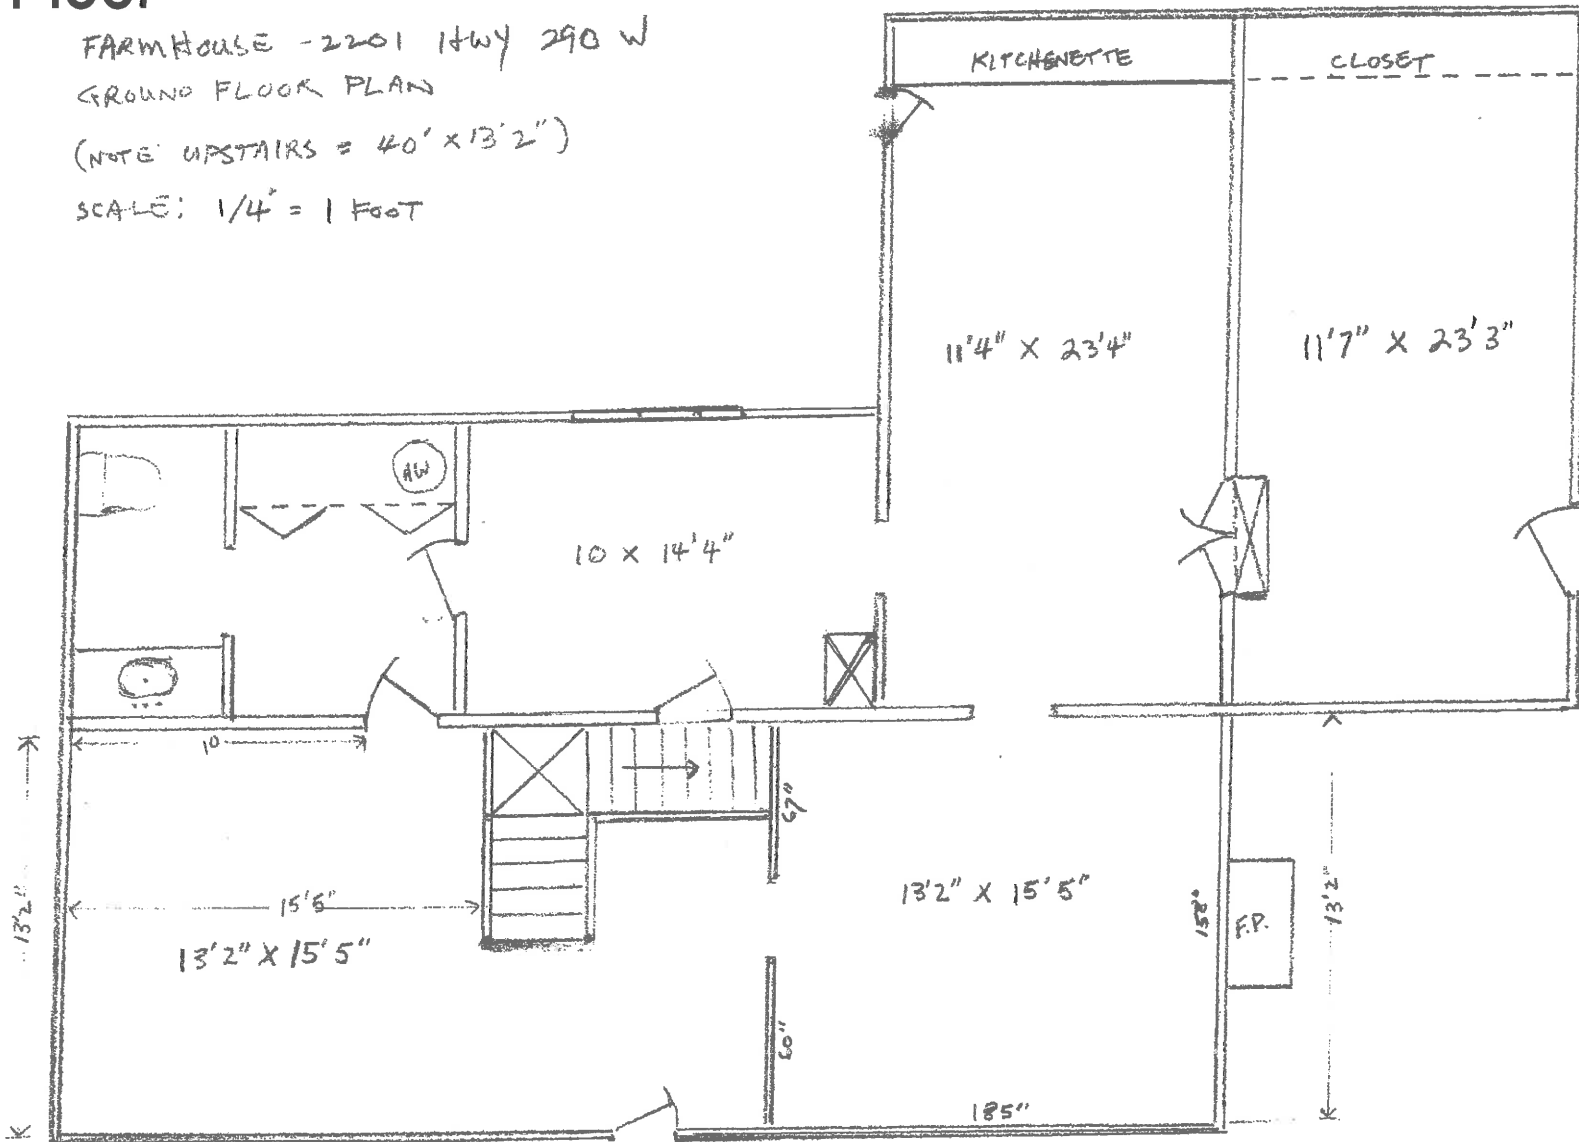 FARMHOUSE - 2201 HWY 290 W
GROUND FLOOR PLAN
(NOTE UPSTAIRS = 40' X 13'2")
SCALE: 1/4" = 1 FOOT
KITCHENETTE
CLOSET
11'4" X 23'4"
11'7" X 23'3"
HW
10 X 14'4"
10
67"
13'2"
15'5"
13'2" X 15'5"
13'2" X 15'5"
158"
F.P.
13'2"
60"
185"